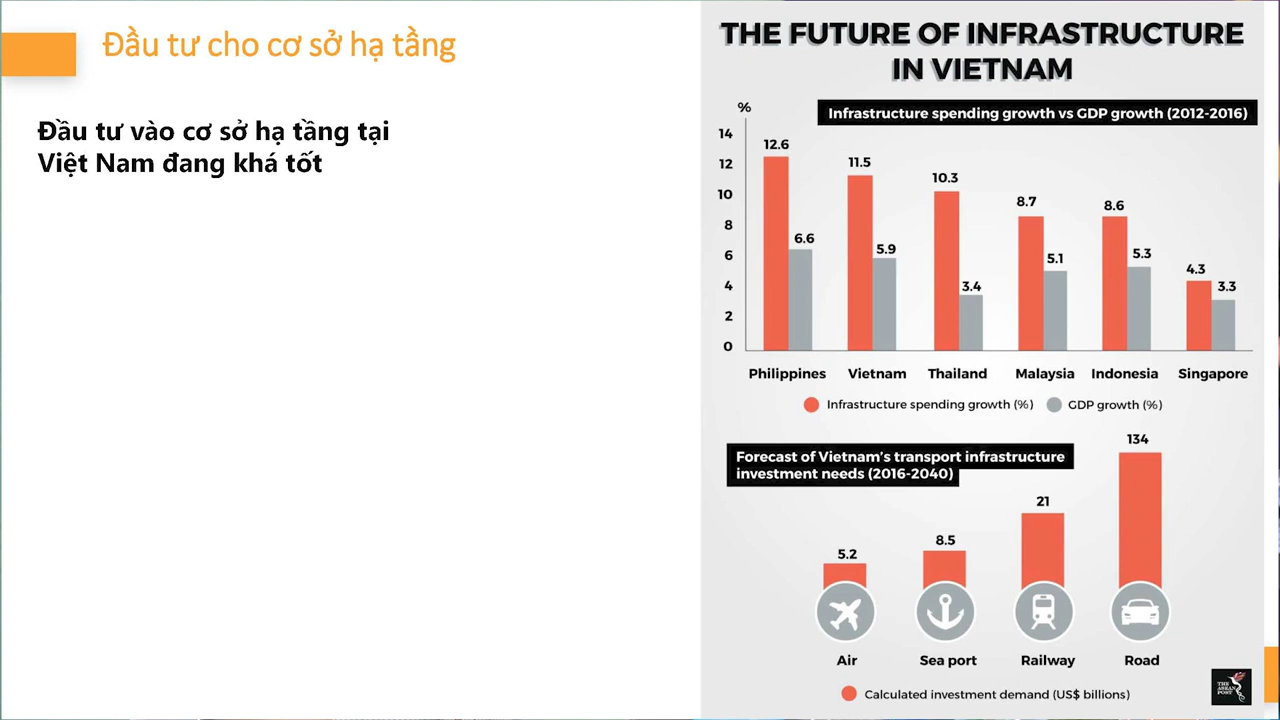 Đầu tư cho cơ sở hạ tầng
Đầu tư vào cơ sở hạ tầng tại
Việt Nam đang khá tốt
THE FUTURE OF INFRASTRUCTURE
IN VIETNAM
%
Infrastructure spending growth vs GDP growth (2012-2016)
14
12
10
8
6
4
2
0
12.6
6.6
11.5
5.9
10.3
3.4
8.7
5.1
8.6
5.3
4.3
3.3
Philippines Vietnam Thailand Malaysia Indonesia Singapore
Infrastructure spending growth (%) GDP growth (%)
Forecast of Vietnam's transport infrastructure
investment needs (2016-2040)
5.2
8.5
21
134
Air Sea port Railway Road
Calculated investment demand (US$ billions)
THE
ASEAN
POST